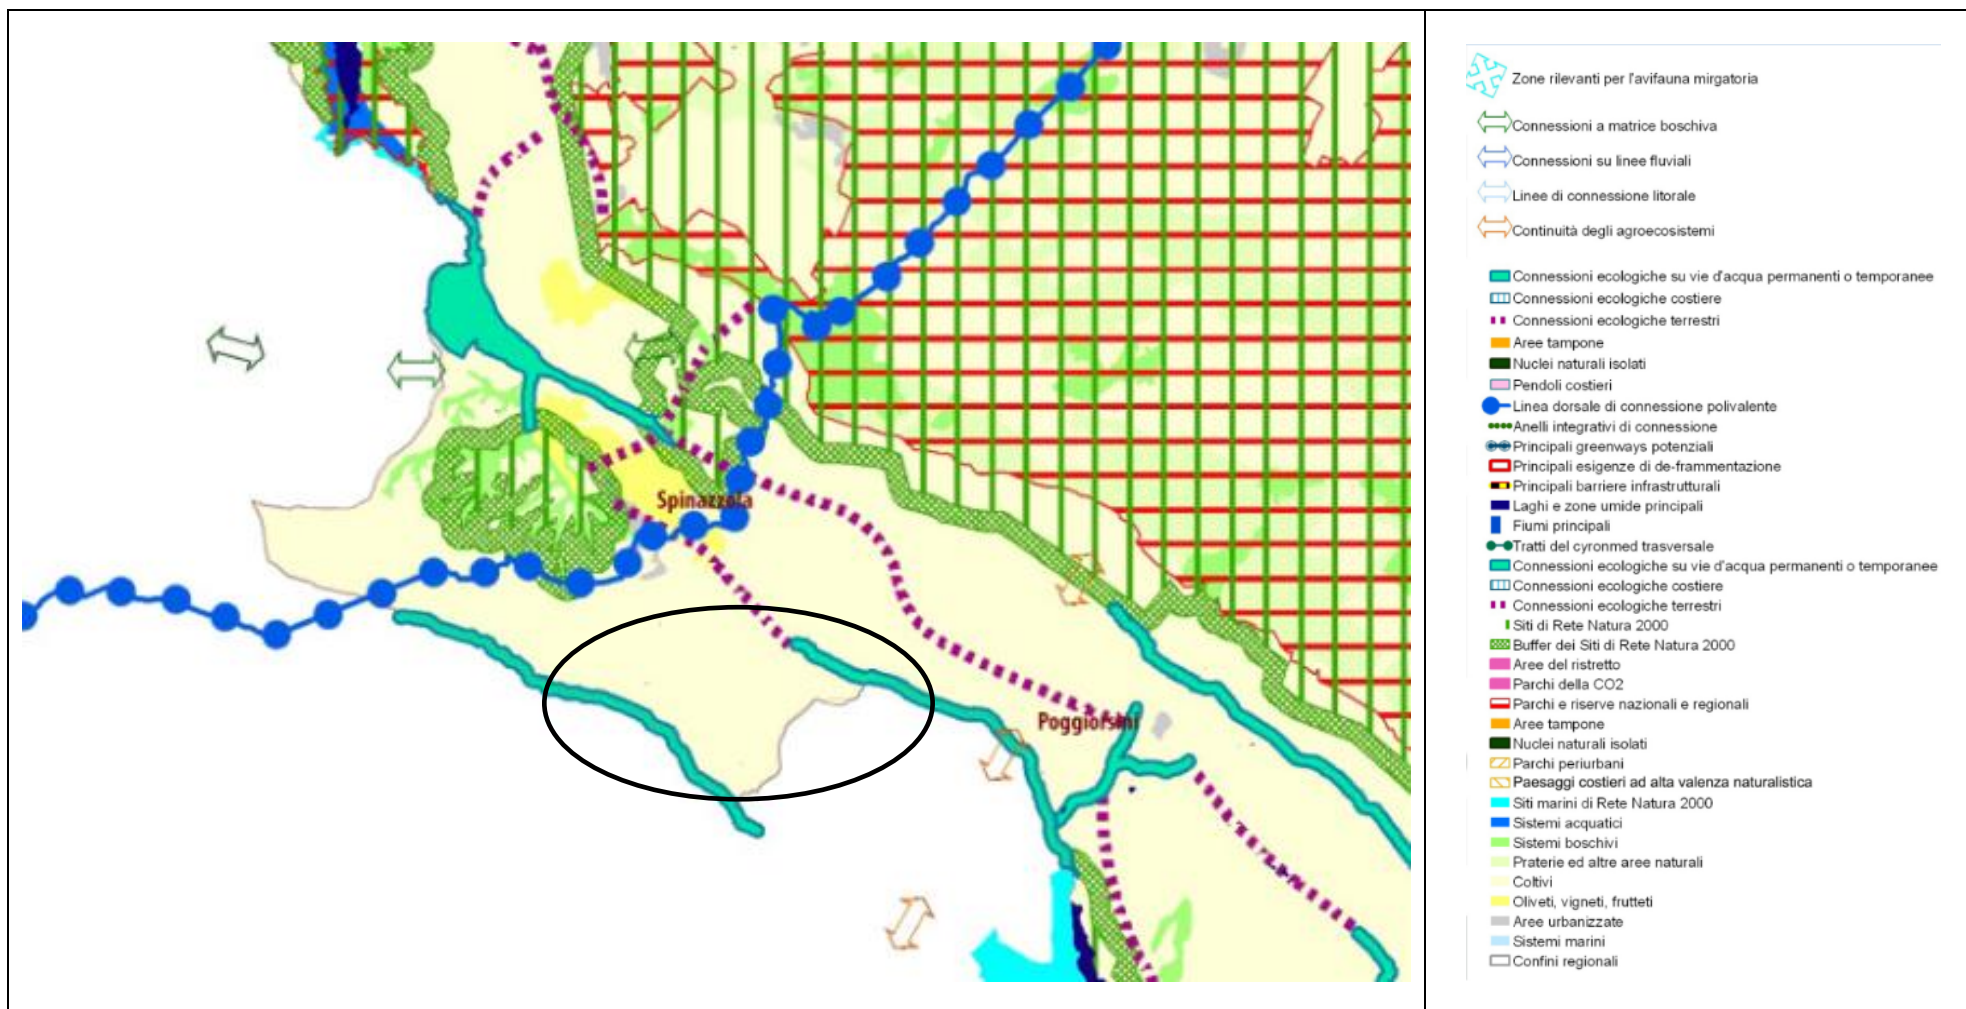 Spinazzola
Poggiorsini
Zone rilevanti per l'avifauna mirgatoria
Connessioni a matrice boschiva
Connessioni su linee fluviali
Linee di connessione litorale
Continuità degli agroecosistemi
Connessioni ecologiche su vie d'acqua permanenti o temporanee
Connessioni ecologiche costiere
Connessioni ecologiche terrestri
Aree tampone
Nuclei naturali isolati
Pendoli costieri
Linea dorsale di connessione polivalente
Anelli integrativi di connessione
Principali greenways potenziali
Principali esigenze di de-frammentazione
Principali barriere infrastrutturali
Laghi e zone umide principali
Fiumi principali
Tratti del cyronmed trasversale
Connessioni ecologiche su vie d'acqua permanenti o temporanee
Connessioni ecologiche costiere
Connessioni ecologiche terrestri
Siti di Rete Natura 2000
Buffer dei Siti di Rete Natura 2000
Aree del ristretto
Parchi della CO2
Parchi e riserve nazionali e regionali
Aree tampone
Nuclei naturali isolati
Parchi periurbani
Paesaggi costieri ad alta valenza naturalistica
Siti marini di Rete Natura 2000
Sistemi acquatici
Sistemi boschivi
Praterie ed altre aree naturali
Coltivi
Oliveti, vigneti, frutteti
Aree urbanizzate
Sistemi marini
Confini regionali